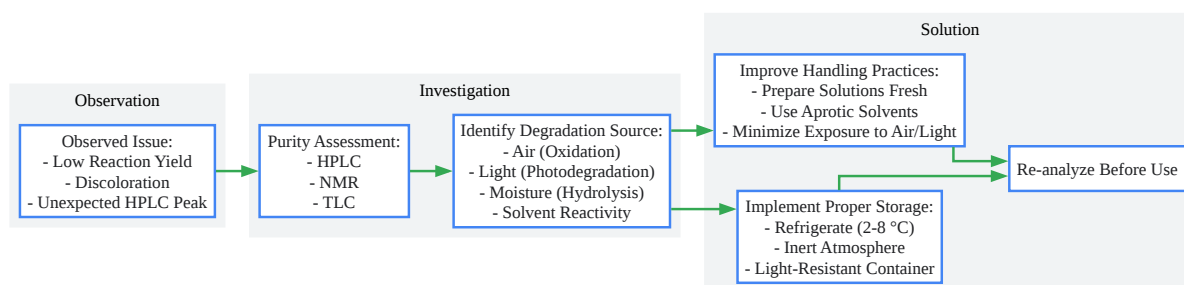 Observation
Observed Issue:
- Low Reaction Yield
- Discoloration
- Unexpected HPLC Peak
Investigation
Purity Assessment:
- HPLC
- NMR
- TLC
Identify Degradation Source:
- Air (Oxidation)
- Light (Photodegradation)
- Moisture (Hydrolysis)
- Solvent Reactivity
Solution
Improve Handling Practices:
- Prepare Solutions Fresh
- Use Aprotic Solvents
- Minimize Exposure to Air/Light
Implement Proper Storage:
- Refrigerate (2-8 °C)
- Inert Atmosphere
- Light-Resistant Container
Re-analyze Before Use